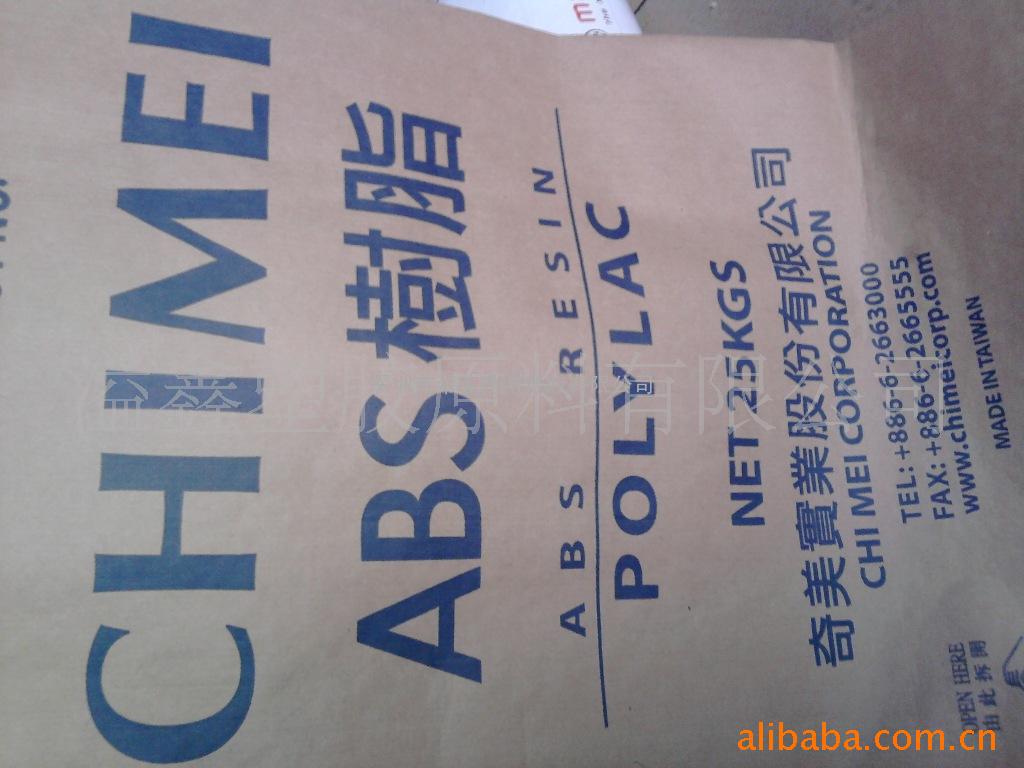 CHIMEI
ABS樹脂
ABS RESIN
POLYLAC
NET 25KGS
奇美實業股份有限公司
CHI MEI CORPORATION
TEL: +886-6-2663000
FAX: +886-6-2665555
www.chimeicorp.com
MADE IN TAIWAN
OPEN HERE
由此拆開
alibaba.com.cn